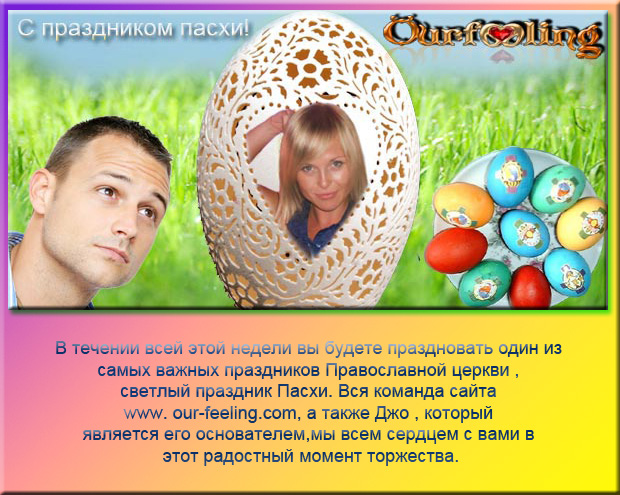 С праздником пасхи!
Ourfeeling
В течении всей этой недели вы будете праздновать один из
самых важных праздников Православной церкви ,
светлый праздник Пасхи. Вся команда сайта
www. our-feeling.com, а также Джо , который
является его основателем,мы всем сердцем с вами в
этот радостный момент торжества.